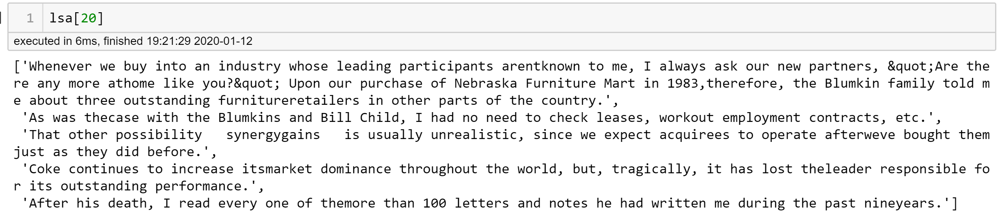 1 lsa[20]
executed in 6ms, finished 19:21:29 2020-01-12
['Whenever we buy into an industry whose leading participants arentknown to me, I always ask our new partners, &quot;Are the
re any more athome like you?&quot; Upon our purchase of Nebraska Furniture Mart in 1983,therefore, the Blumkin family told m
e about three outstanding furnitureretailers in other parts of the country.',
 'As was thecase with the Blumkins and Bill Child, I had no need to check leases, workout employment contracts, etc.',
 'That other possibility   synergygains   is usually unrealistic, since we expect acquirees to operate afterweve bought them
just as they did before.',
 'Coke continues to increase itsmarket dominance throughout the world, but, tragically, it has lost theleader responsible fo
r its outstanding performance.',
 'After his death, I read every one of themore than 100 letters and notes he had written me during the past nineyears.']